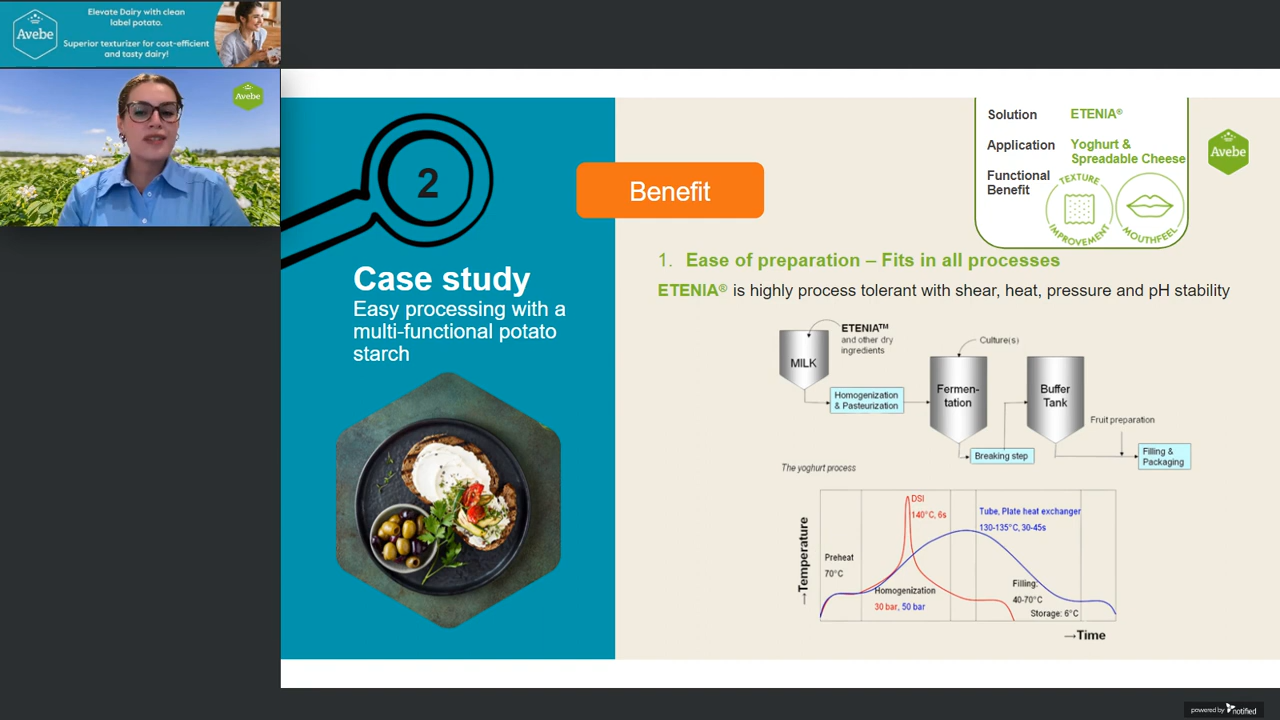 Avebe
Elevate Dairy with clean
label potato.
Superior texturizer for cost-efficient
and tasty dairy!
Avebe
2
Case study
Easy processing with a
multi-functional potato
starch
Benefit
Solution ETENIA®
Application Yoghurt &
Spreadable Cheese
Functional
Benefit
TEXTURE
IMPROVEMENT
MOUTHFEEL
Avebe
1. Ease of preparation – Fits in all processes
ETENIA® is highly process tolerant with shear, heat, pressure and pH stability
MILK
ETENIA™
and other dry
ingredients
Homogenization
& Pasteurization
Culture(s)
Fermen-
tation
Breaking step
Buffer
Tank
Fruit preparation
Filling &
Packaging
The yoghurt process
→Temperature
Preheat
70°C
DSI
140°C, 6s
Homogenization
30 bar, 50 bar
Tube, Plate heat exchanger
130-135°C, 30-45s
Filling:
40-70°C
Storage: 6°C
→Time
powered by notified